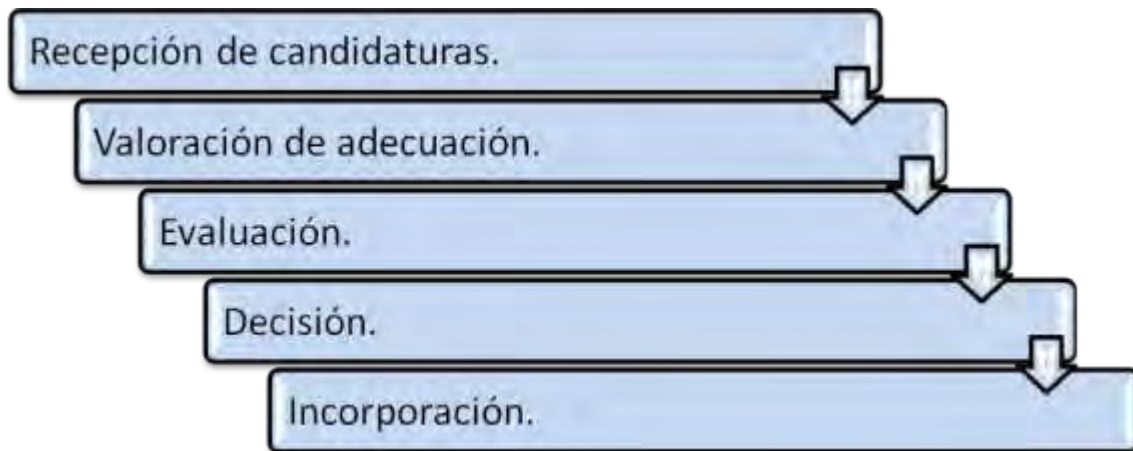 Recepción de candidaturas.
Valoración de adecuación.
Evaluación.
Decisión.
Incorporación.